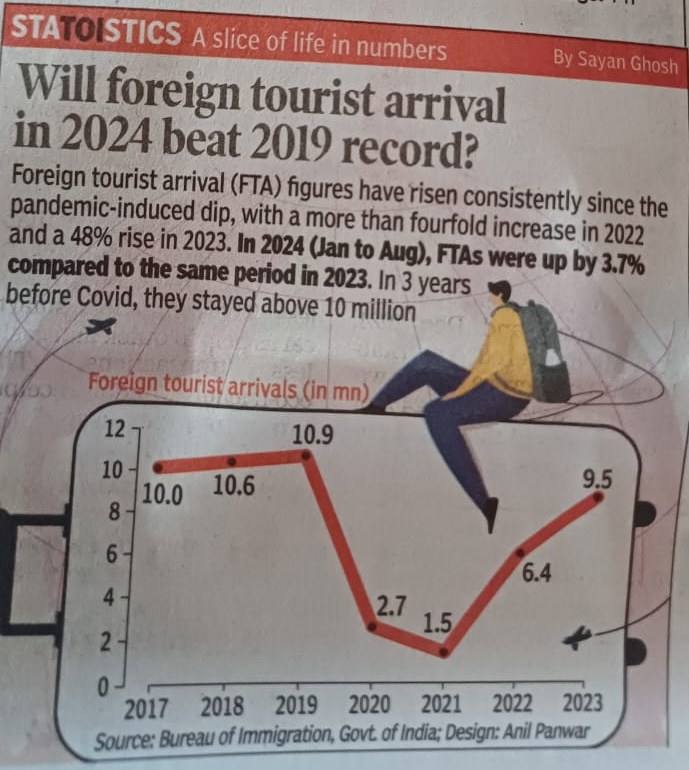 STATOISTICS A slice of life in numbers
By Sayan Ghosh
Will foreign tourist arrival
in 2024 beat 2019 record?
Foreign tourist arrival (FTA) figures have risen consistently since the
pandemic-induced dip, with a more than fourfold increase in 2022
and a 48% rise in 2023. In 2024 (Jan to Aug), FTAs were up by 3.7%
compared to the same period in 2023. In 3 years
before Covid, they stayed above 10 million
Foreign tourist arrivals (in mn)
12
10
8
6
4
2
0
10.0
10.6
10.9
2.7
1.5
6.4
9.5
2017 2018 2019 2020 2021 2022 2023
Source: Bureau of Immigration, Govt. of India; Design: Anil Panwar